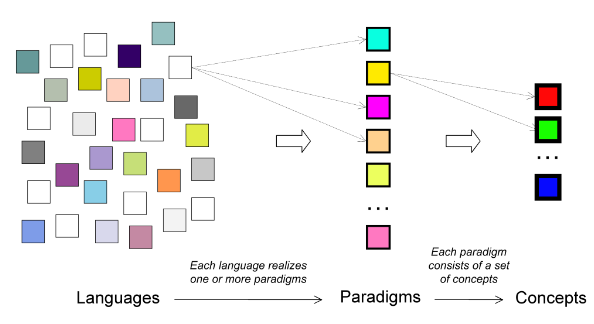 ...
...
Each language realizes
one or more paradigms
Each paradigm
consists of a set
of concepts
Languages
Paradigms
Concepts